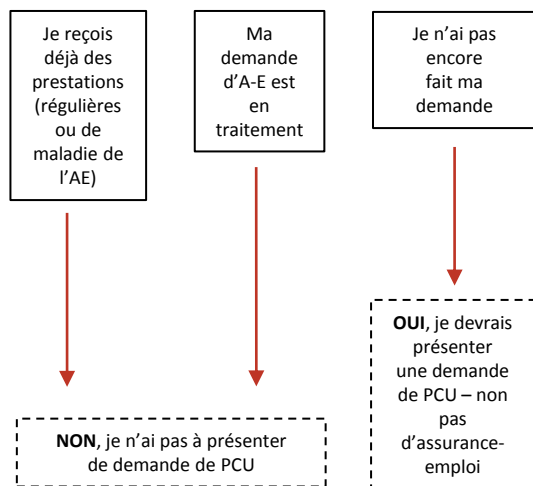 Je reçois
déjà des
prestations
(régulières
ou de
maladie de
l'AE)
Ma
demande
d'A-E est
en
traitement
Je n'ai pas
encore
fait ma
demande
NON, je n'ai pas à présenter
de demande de PCU
OUI, je devrais
présenter
une demande
de PCU – non
pas
d'assurance-
emploi